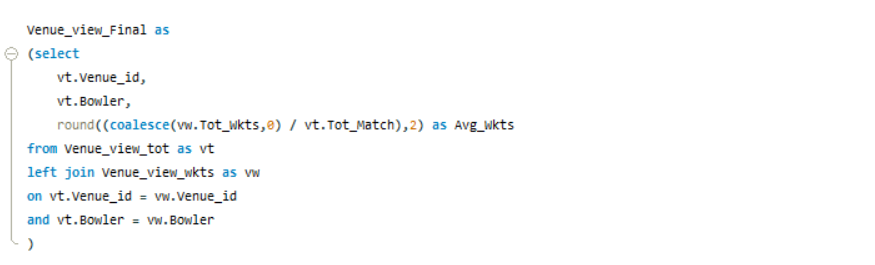 Venue_view_Final as
(select
vt.Venue_id,
vt.Bowler,
round((coalesce(vw.Tot_Wkts,0) / vt.Tot_Match),2) as Avg_Wkts
from Venue_view_tot as vt
left join Venue_view_wkts as vw
on vt.Venue_id = vw.Venue_id
and vt.Bowler = vw.Bowler
)